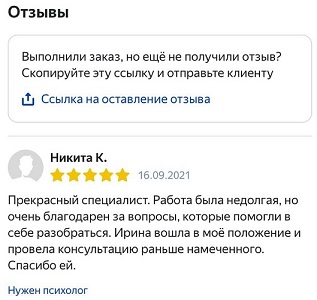 Отзывы
Выполнили заказ, но ещё не получили отзыв?
Скопируйте эту ссылку и отправьте клиенту
Ссылка на оставление отзыва
Никита К.
16.09.2021
Прекрасный специалист. Работа была недолгая, но
очень благодарен за вопросы, которые помогли в
себе разобраться. Ирина вошла в моё положение и
провела консультацию раньше намеченного.
Спасибо ей.
Нужен психолог